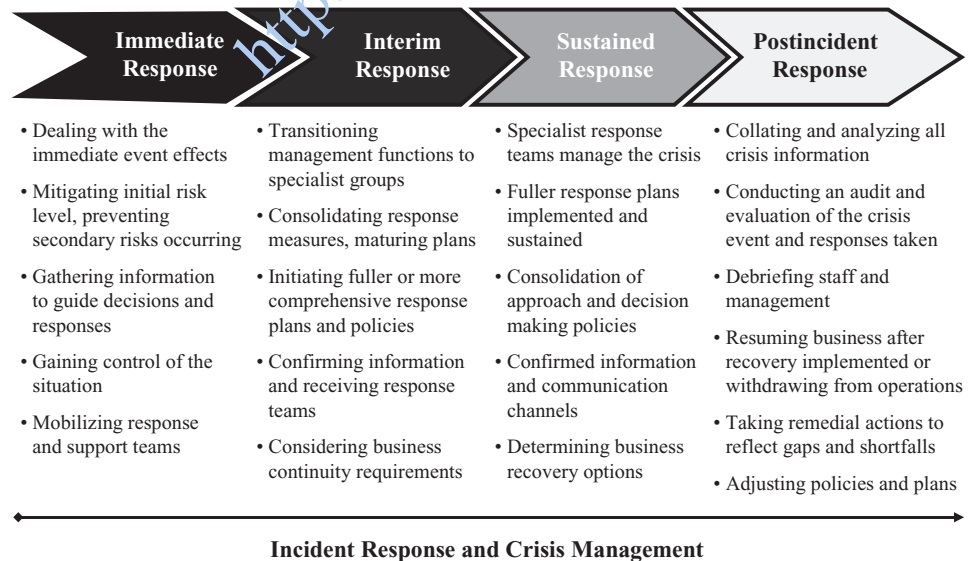 Immediate
Response
http
Interim
Response
Sustained
Response
Postincident
Response
• Dealing with the
immediate event effects
• Mitigating initial risk
level, preventing
secondary risks occurring
• Gathering information
to guide decisions and
responses
• Gaining control of the
situation
• Mobilizing response
and support teams
• Transitioning
management functions to
specialist groups
• Consolidating response
measures, maturing plans
• Initiating fuller or more
comprehensive response
plans and policies
• Confirming information
and receiving response
teams
• Considering business
continuity requirements
• Specialist response
teams manage the crisis
• Fuller response plans
implemented and
sustained
• Consolidation of
approach and decision
making policies
• Confirmed information
and communication
channels
• Determining business
recovery options
• Collating and analyzing all
crisis information
• Conducting an audit and
evaluation of the crisis
event and responses taken
• Debriefing staff and
management
• Resuming business after
recovery implemented or
withdrawing from operations
• Taking remedial actions to
reflect gaps and shortfalls
• Adjusting policies and plans
Incident Response and Crisis Management